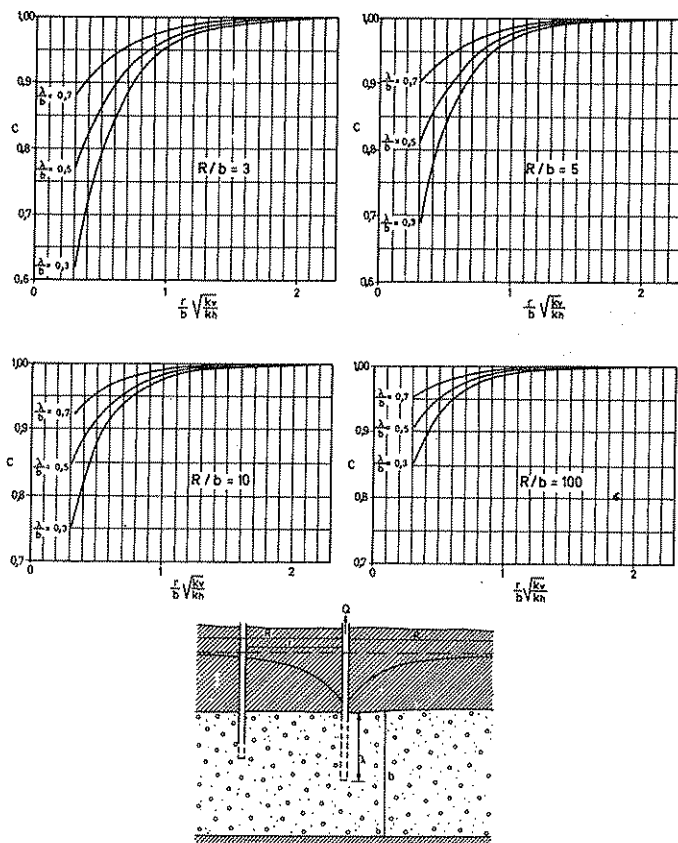 1,00
0,9
0,8
0,7
0,6
C
λ/b = 0,7
λ/b = 0,5
λ/b = 0,3
R/b = 3
0
1
2
r/b √kv/kh
1,00
0,9
0,8
0,7
0,6
C
λ/b = 0,7
λ/b = 0,5
λ/b = 0,3
R/b = 5
0
1
2
r/b √kv/kh
1,00
0,9
0,8
0,7
C
λ/b = 0,7
λ/b = 0,5
λ/b = 0,3
R/b = 10
0
1
2
r/b √kv/kh
1,00
0,9
0,8
0,7
C
λ/b = 0,7
λ/b = 0,5
λ/b = 0,3
R/b = 100
0
1
2
r/b √kv/kh
Q
R
R
r
λ
b